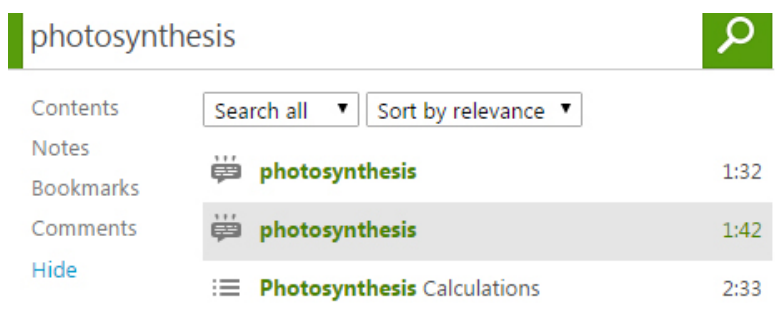 photosynthesis
Contents
Notes
Bookmarks
Comments
Hide
Search all
Sort by relevance
photosynthesis 1:32
photosynthesis 1:42
Photosynthesis Calculations 2:33